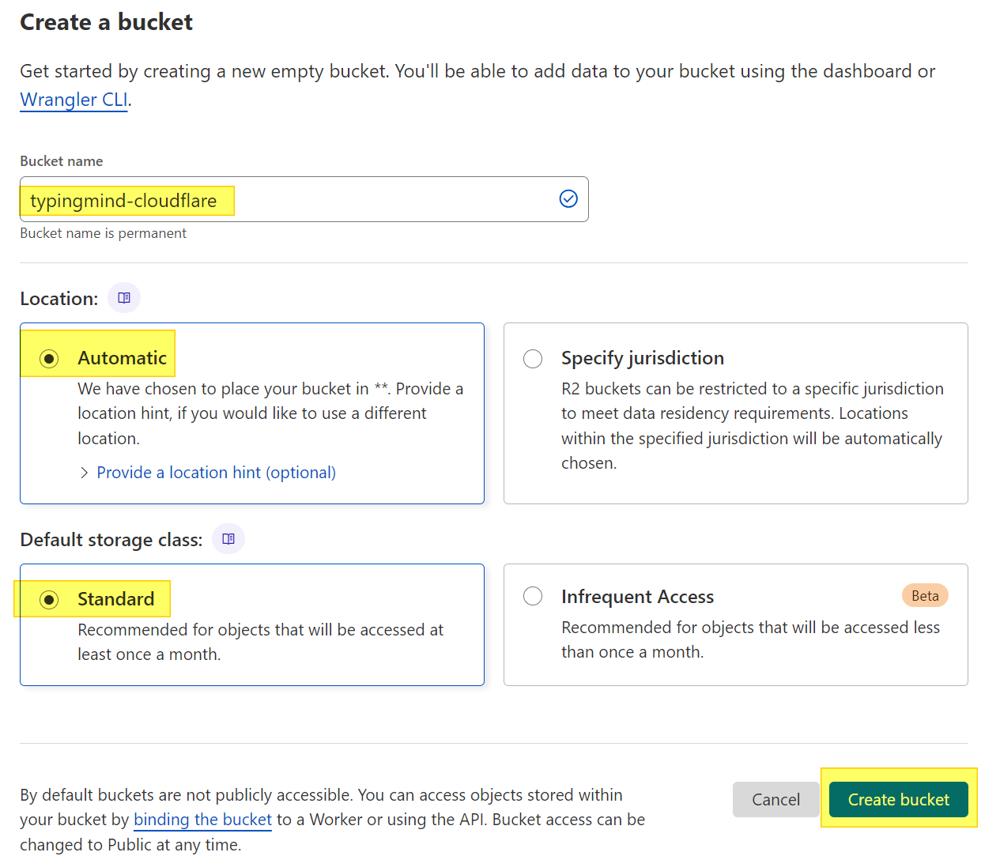 Create a bucket
Get started by creating a new empty bucket. You'll be able to add data to your bucket using the dashboard or
Wrangler CLI.
Bucket name
typingmind-cloudflare
Bucket name is permanent
Location:
Automatic
We have chosen to place your bucket in **. Provide a
location hint, if you would like to use a different
location.
Provide a location hint (optional)
Specify jurisdiction
R2 buckets can be restricted to a specific jurisdiction
to meet data residency requirements. Locations
within the specified jurisdiction will be automatically
chosen.
Default storage class:
Standard
Recommended for objects that will be accessed at
least once a month.
Infrequent Access
Beta
Recommended for objects that will be accessed less
than once a month.
By default buckets are not publicly accessible. You can access objects stored within
your bucket by binding the bucket to a Worker or using the API. Bucket access can be
changed to Public at any time.
Cancel
Create bucket